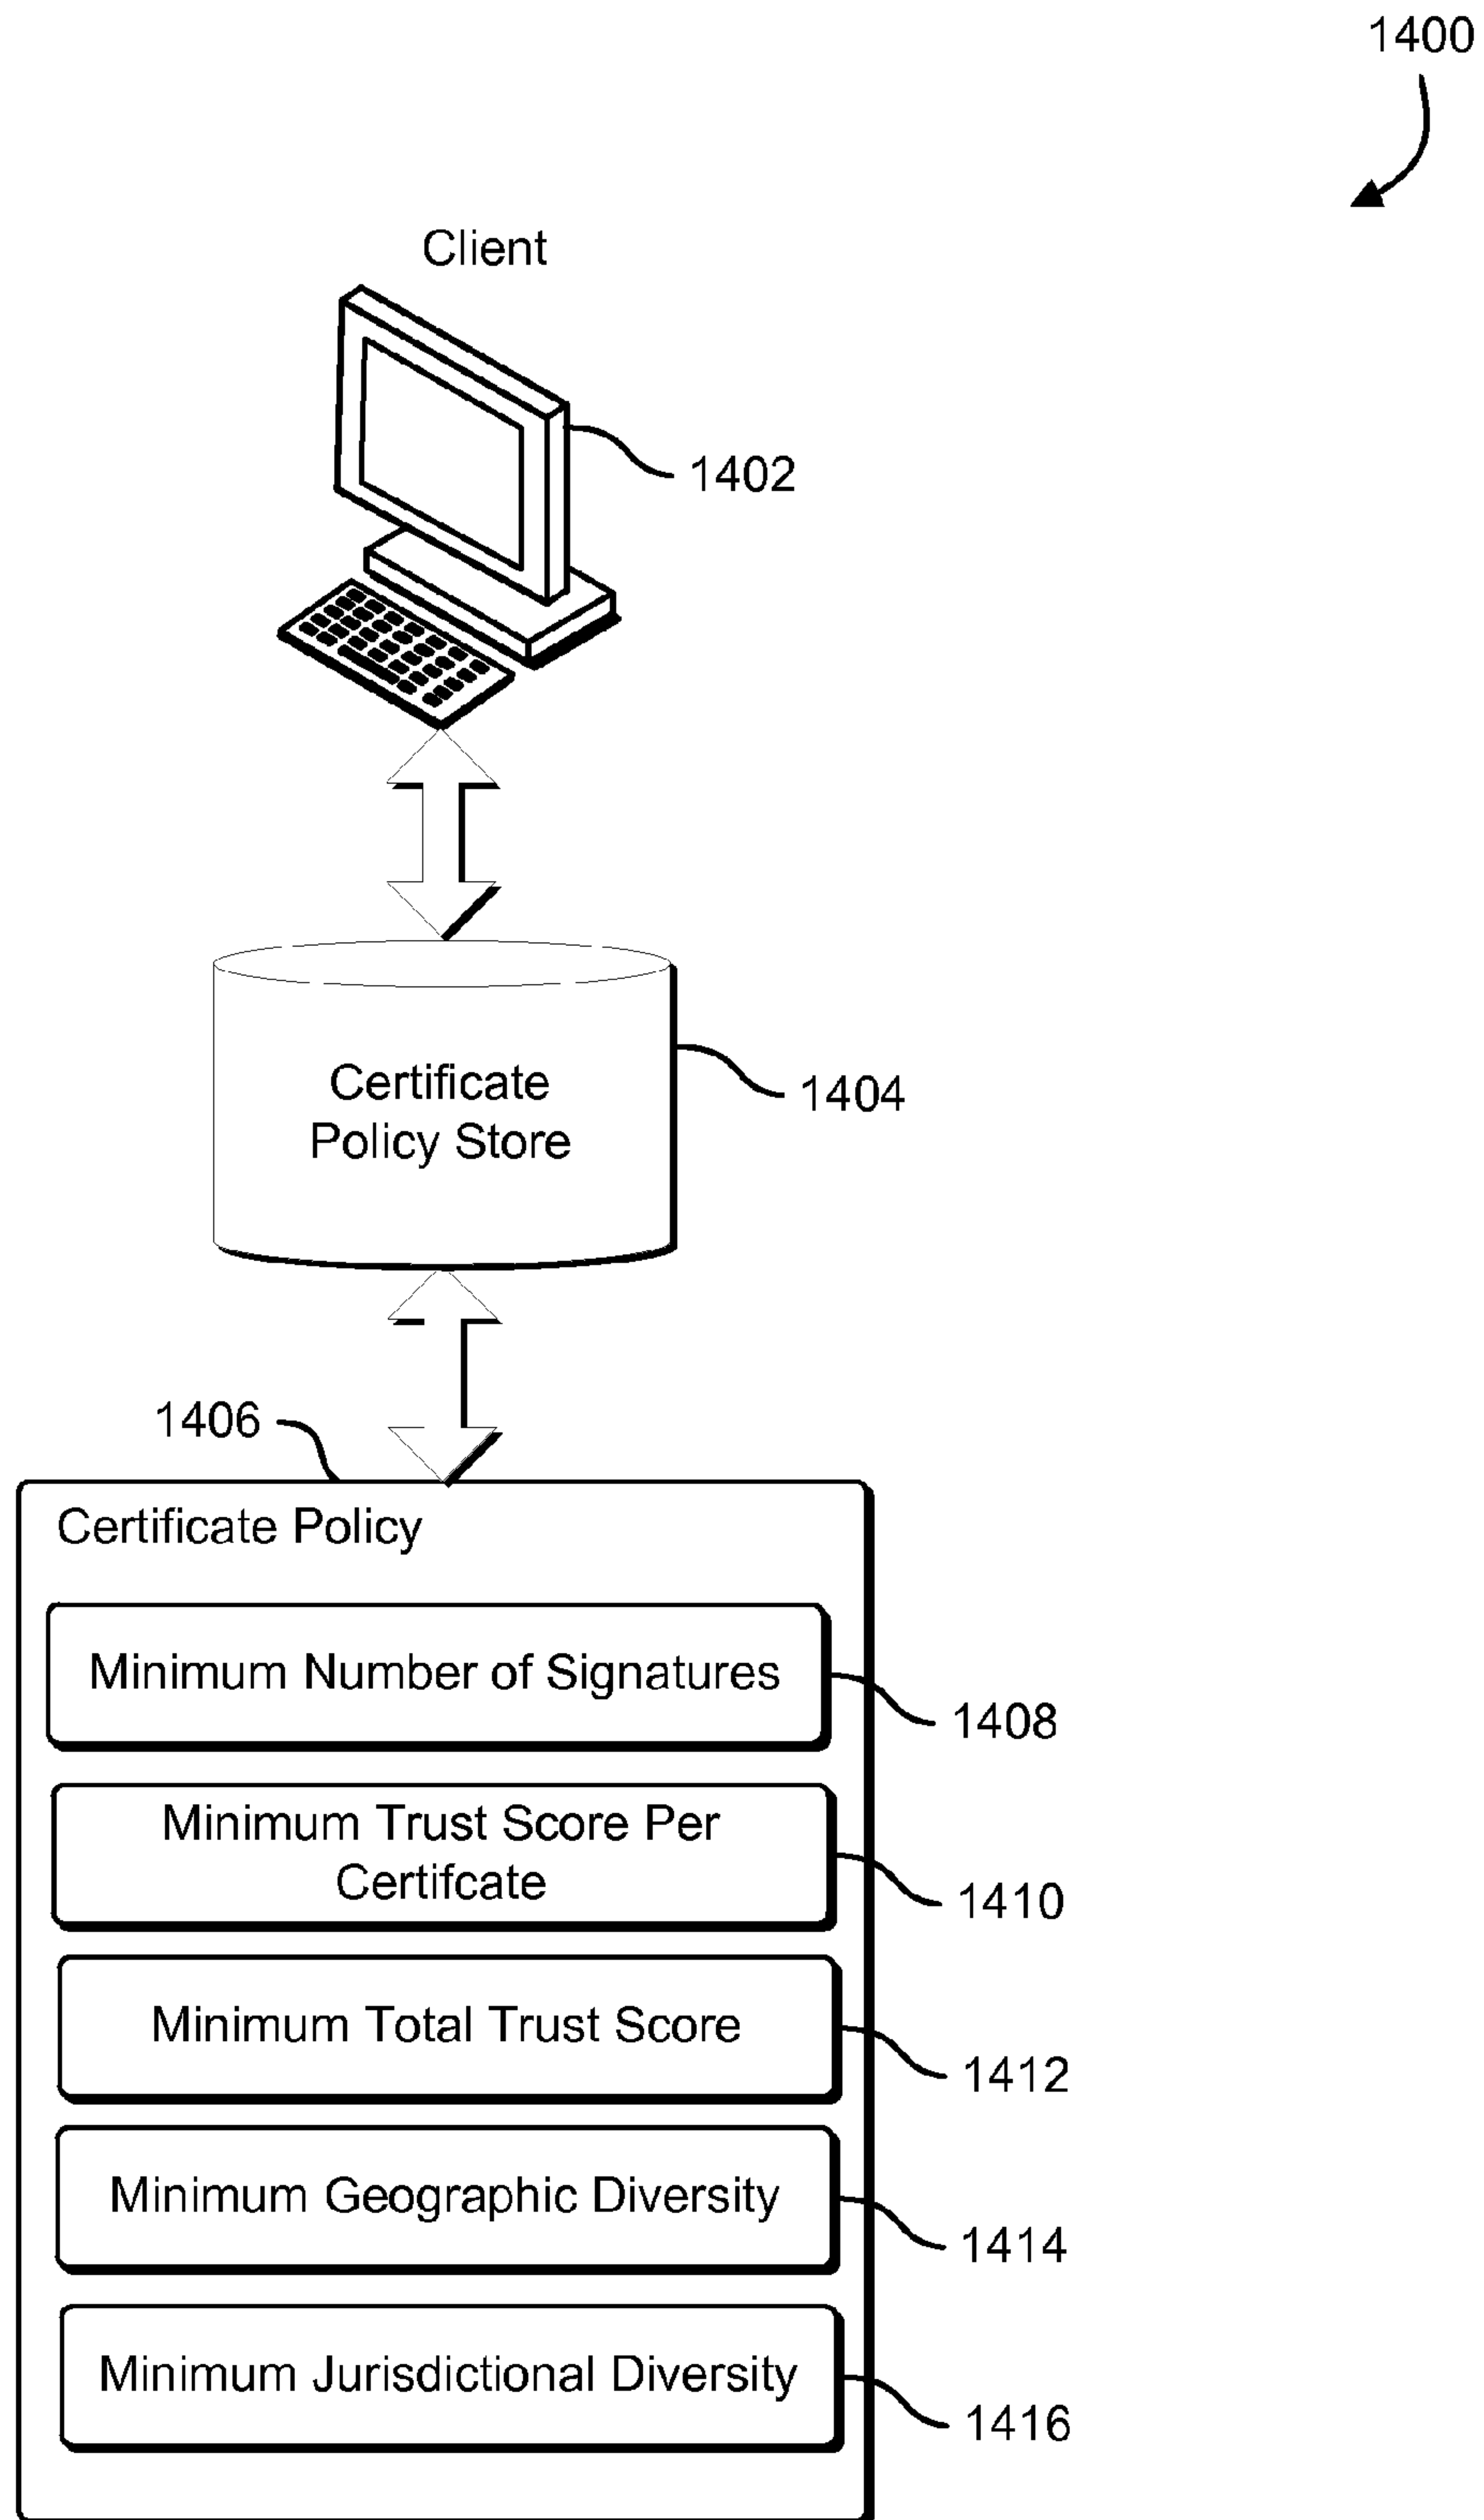 1400
Client
1402
Certificate
Policy Store
1404
1406
Certificate Policy
Minimum Number of Signatures
1408
Minimum Trust Score Per
Certifcate
1410
Minimum Total Trust Score
1412
Minimum Geographic Diversity
1414
Minimum Jurisdictional Diversity
1416